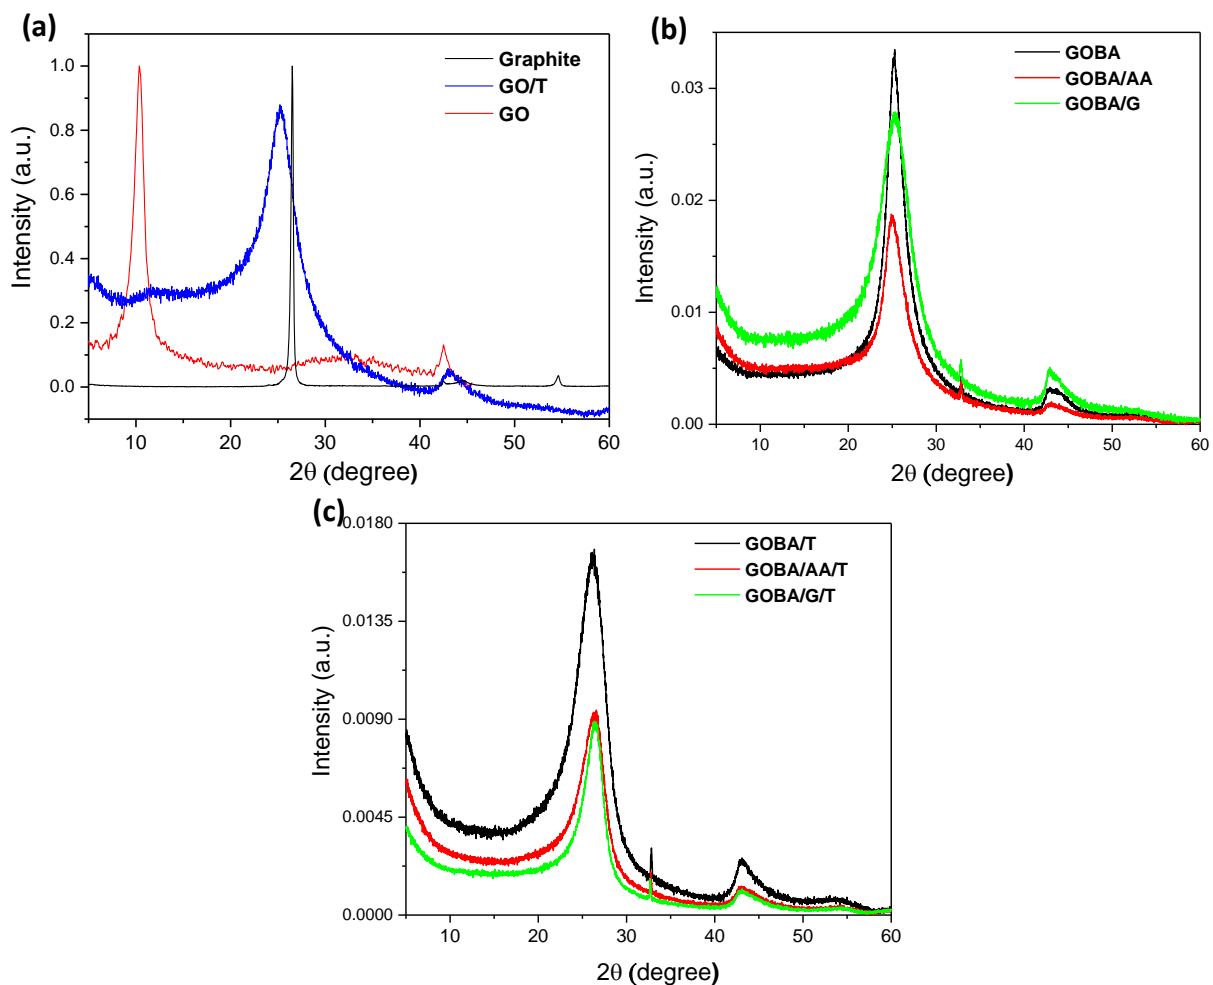 (a)
Graphite
GO/T
GO
1.0
0.8
0.6
0.4
0.2
0.0
Intensity (a.u.)
10 20 30 40 50 60
2θ (degree)
(b)
GOBA
GOBA/AA
GOBA/G
0.03
0.02
0.01
0.00
Intensity (a.u.)
10 20 30 40 50 60
2θ (degree)
(c)
GOBA/T
GOBA/AA/T
GOBA/G/T
0.0180
0.0135
0.0090
0.0045
0.0000
Intensity (a.u.)
10 20 30 40 50 60
2θ (degree)